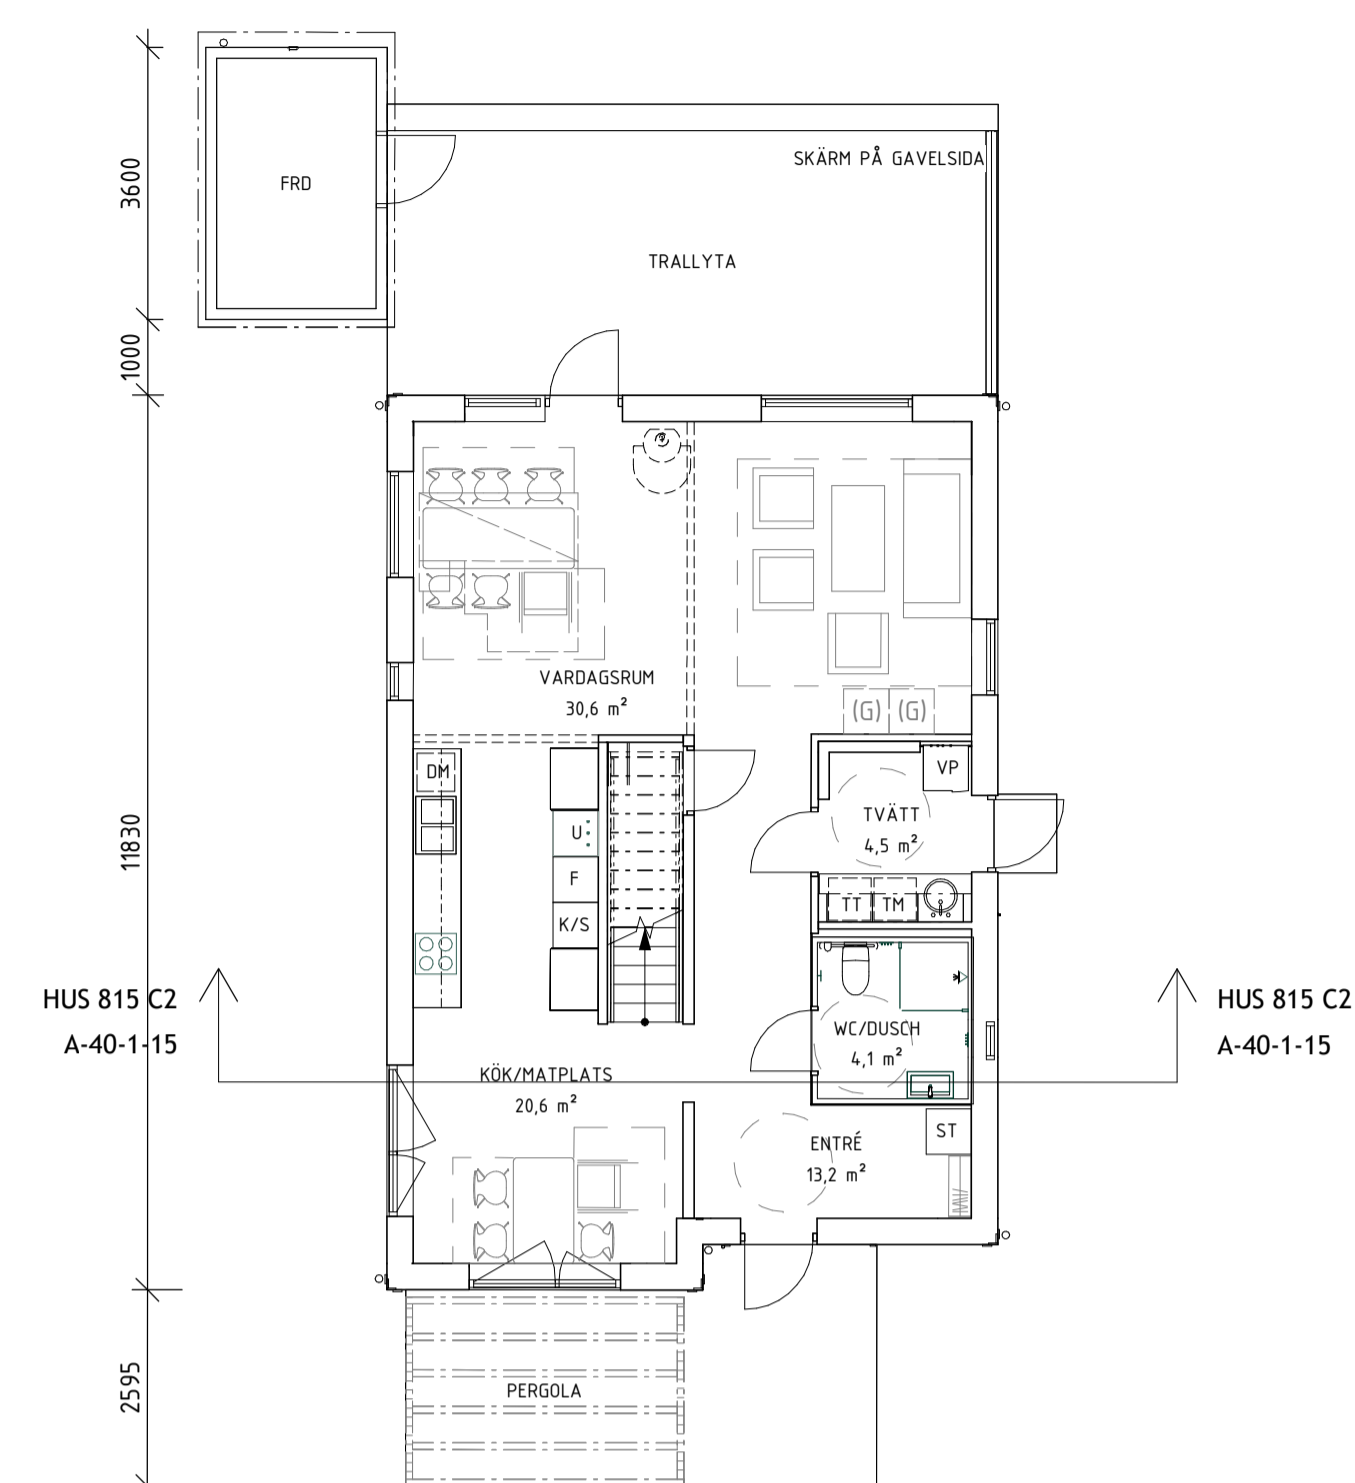 3600
FRD
SKÄRM PÅ GAVELSIDA
TRALLYTA
1000
VARDAGSRUM
30,6 m²
(G) (G)
DM
VP
U
TVÄTT
4,5 m²
11830
F
K/S
TT TM
HUS 815 C2
A-40-1-15
WC/DUSCH
4,1 m²
HUS 815 C2
A-40-1-15
KÖK/MATPLATS
20,6 m²
ST
ENTRÉ
13,2 m²
2595
PERGOLA